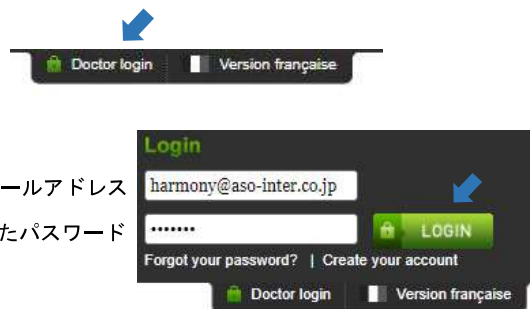 Doctor login Version française
Login
ールアドレス harmony@aso-inter.co.jp
たパスワード ••••••• LOGIN
Forgot your password? | Create your account
Doctor login Version française